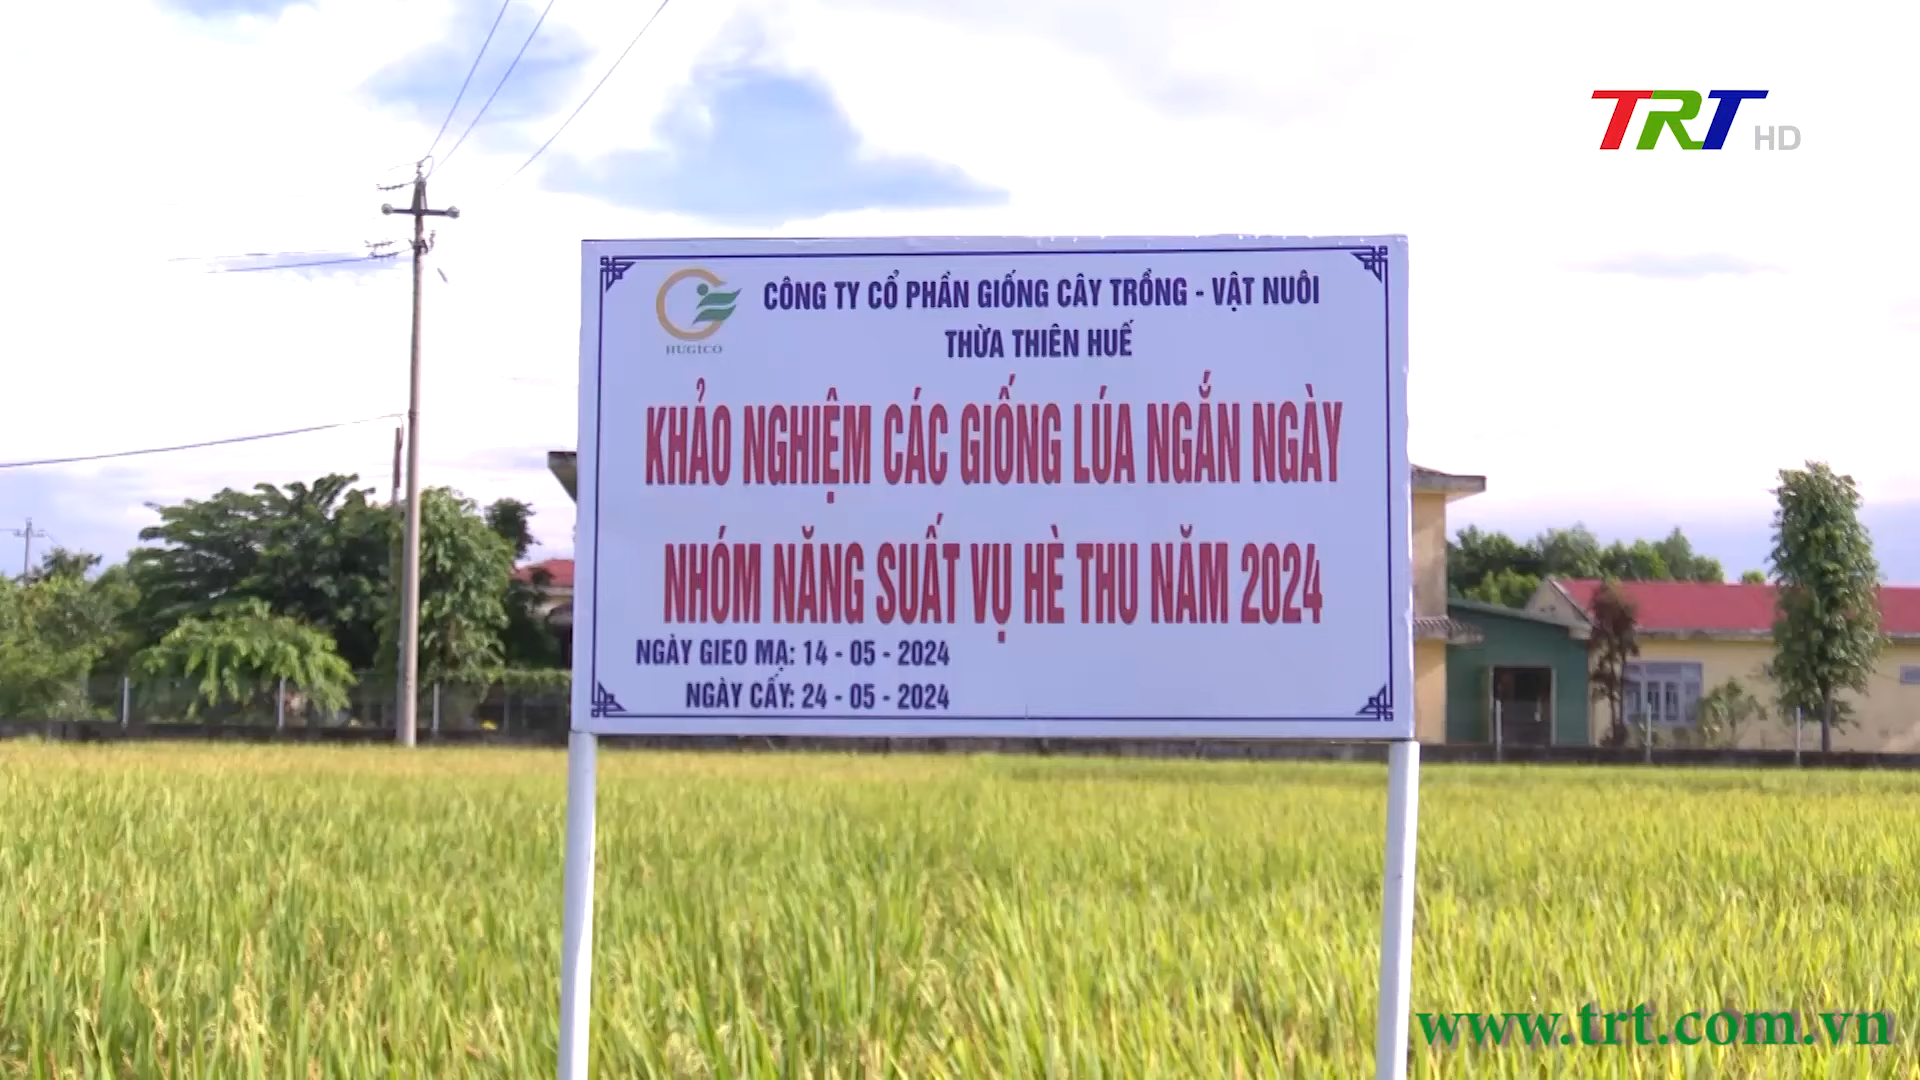 TRT HD
CÔNG TY CỔ PHẦN GIỐNG CÂY TRỒNG - VẬT NUÔI
THỪA THIÊN HUẾ
HUGICO
KHẢO NGHIỆM CÁC GIỐNG LÚA NGẮN NGÀY
NHÓM NĂNG SUẤT VỤ HÈ THU NĂM 2024
NGÀY GIEO MẠ: 14 - 05 - 2024
NGÀY CẤY: 24 - 05 - 2024
www.trt.com.vn